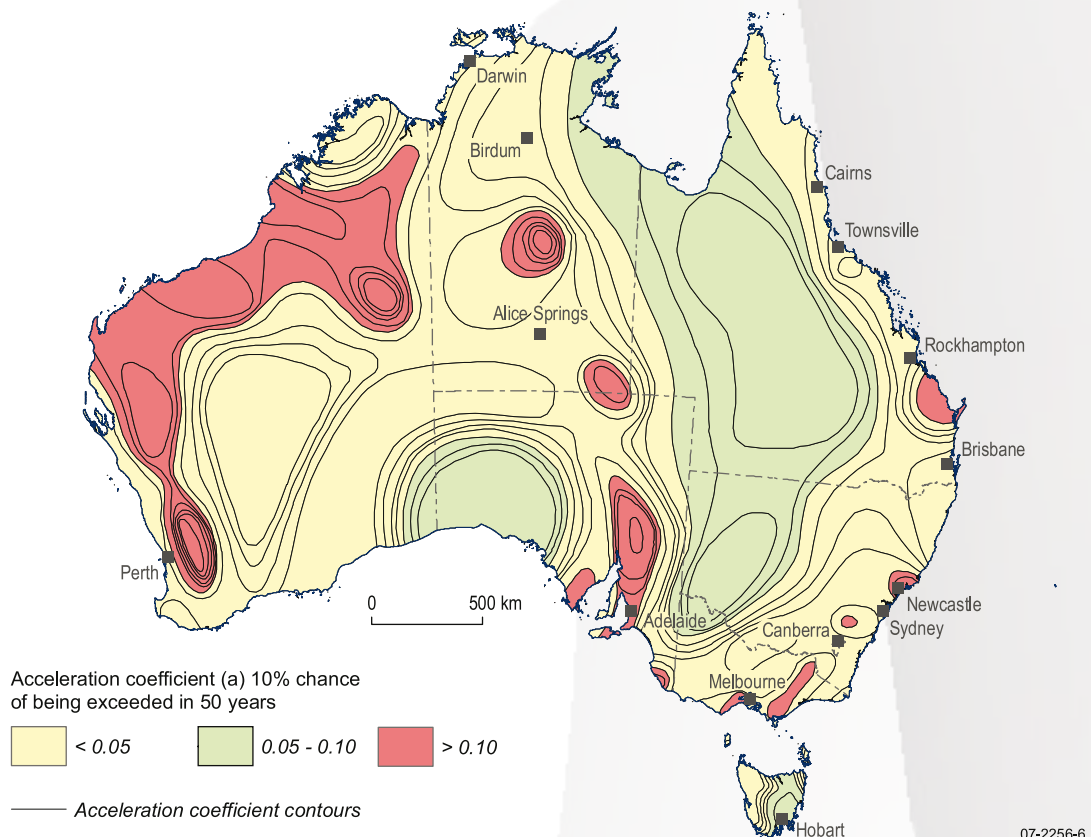 Darwin
Birdum
Cairns
Townsville
Alice Springs
Rockhampton
Brisbane
Perth
0 500 km
Adelaide
Newcastle
Sydney
Canberra
Melbourne
Acceleration coefficient (a) 10% chance
of being exceeded in 50 years
< 0.05 0.05 - 0.10 > 0.10
Acceleration coefficient contours
Hobart
07-2256-6